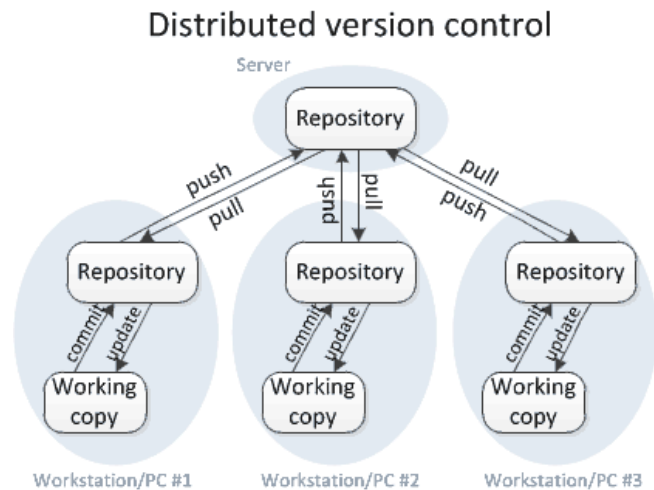 Distributed version control
Server
Repository
push
pull
push
pull
pull
push
Repository
Repository
Repository
commit
update
commit
update
commit
update
Working
copy
Working
copy
Working
copy
Workstation/PC #1
Workstation/PC #2
Workstation/PC #3